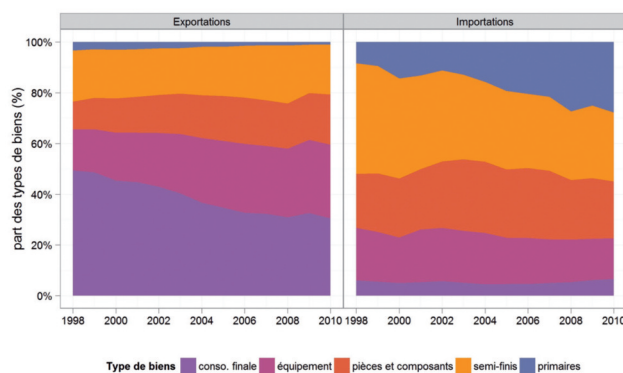 Exportations
Importations
part des types de biens (%)
100%
80%
60%
40%
20%
0%
1998 2000 2002 2004 2006 2008 2010
1998 2000 2002 2004 2006 2008 2010
Type de biens conso. finale équipement pièces et composants semi-finis primaires